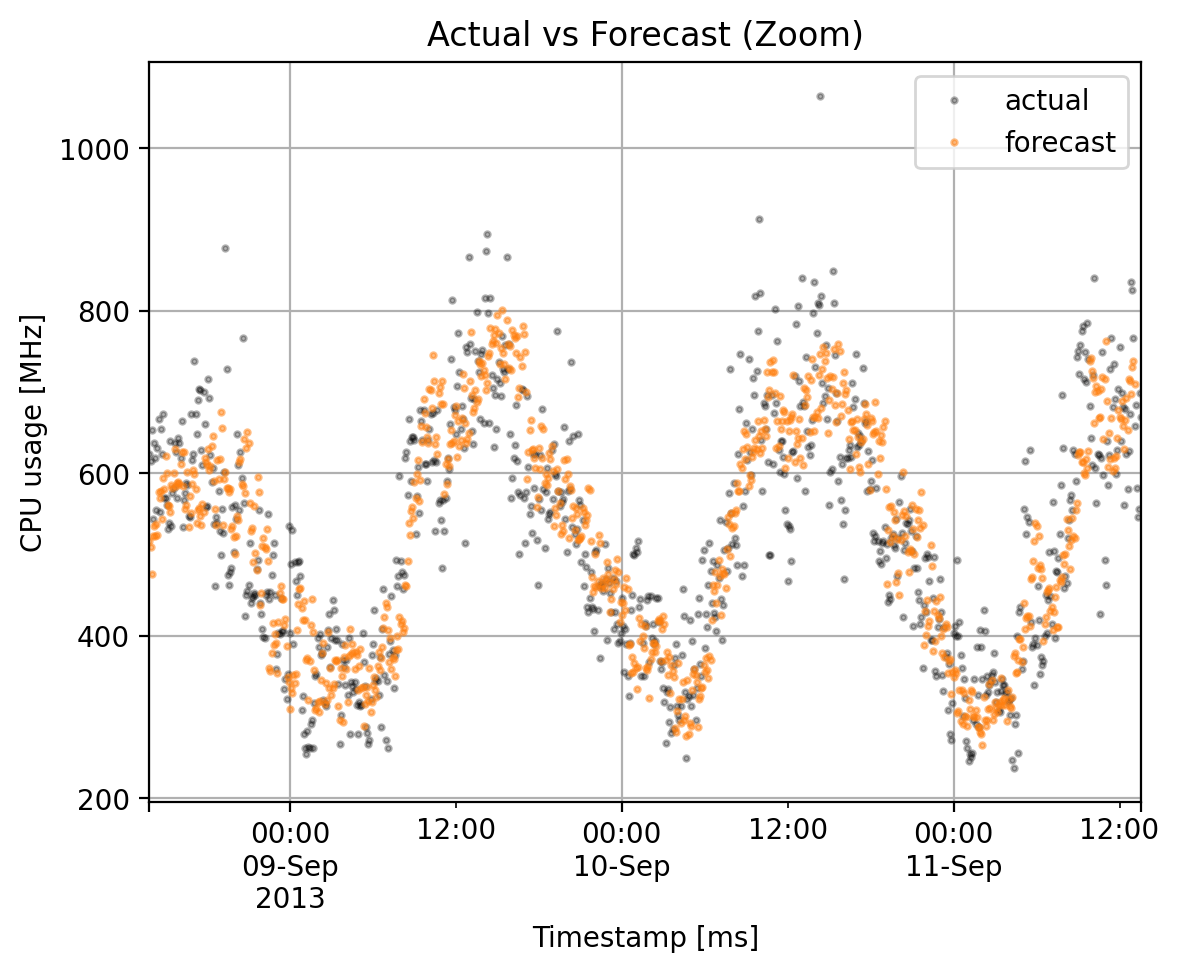 Actual vs Forecast (Zoom)
actual
forecast
CPU usage [MHz]
1000
800
600
400
200
00:00 12:00 00:00 12:00 00:00 12:00
09-Sep 10-Sep 11-Sep
2013
Timestamp [ms]